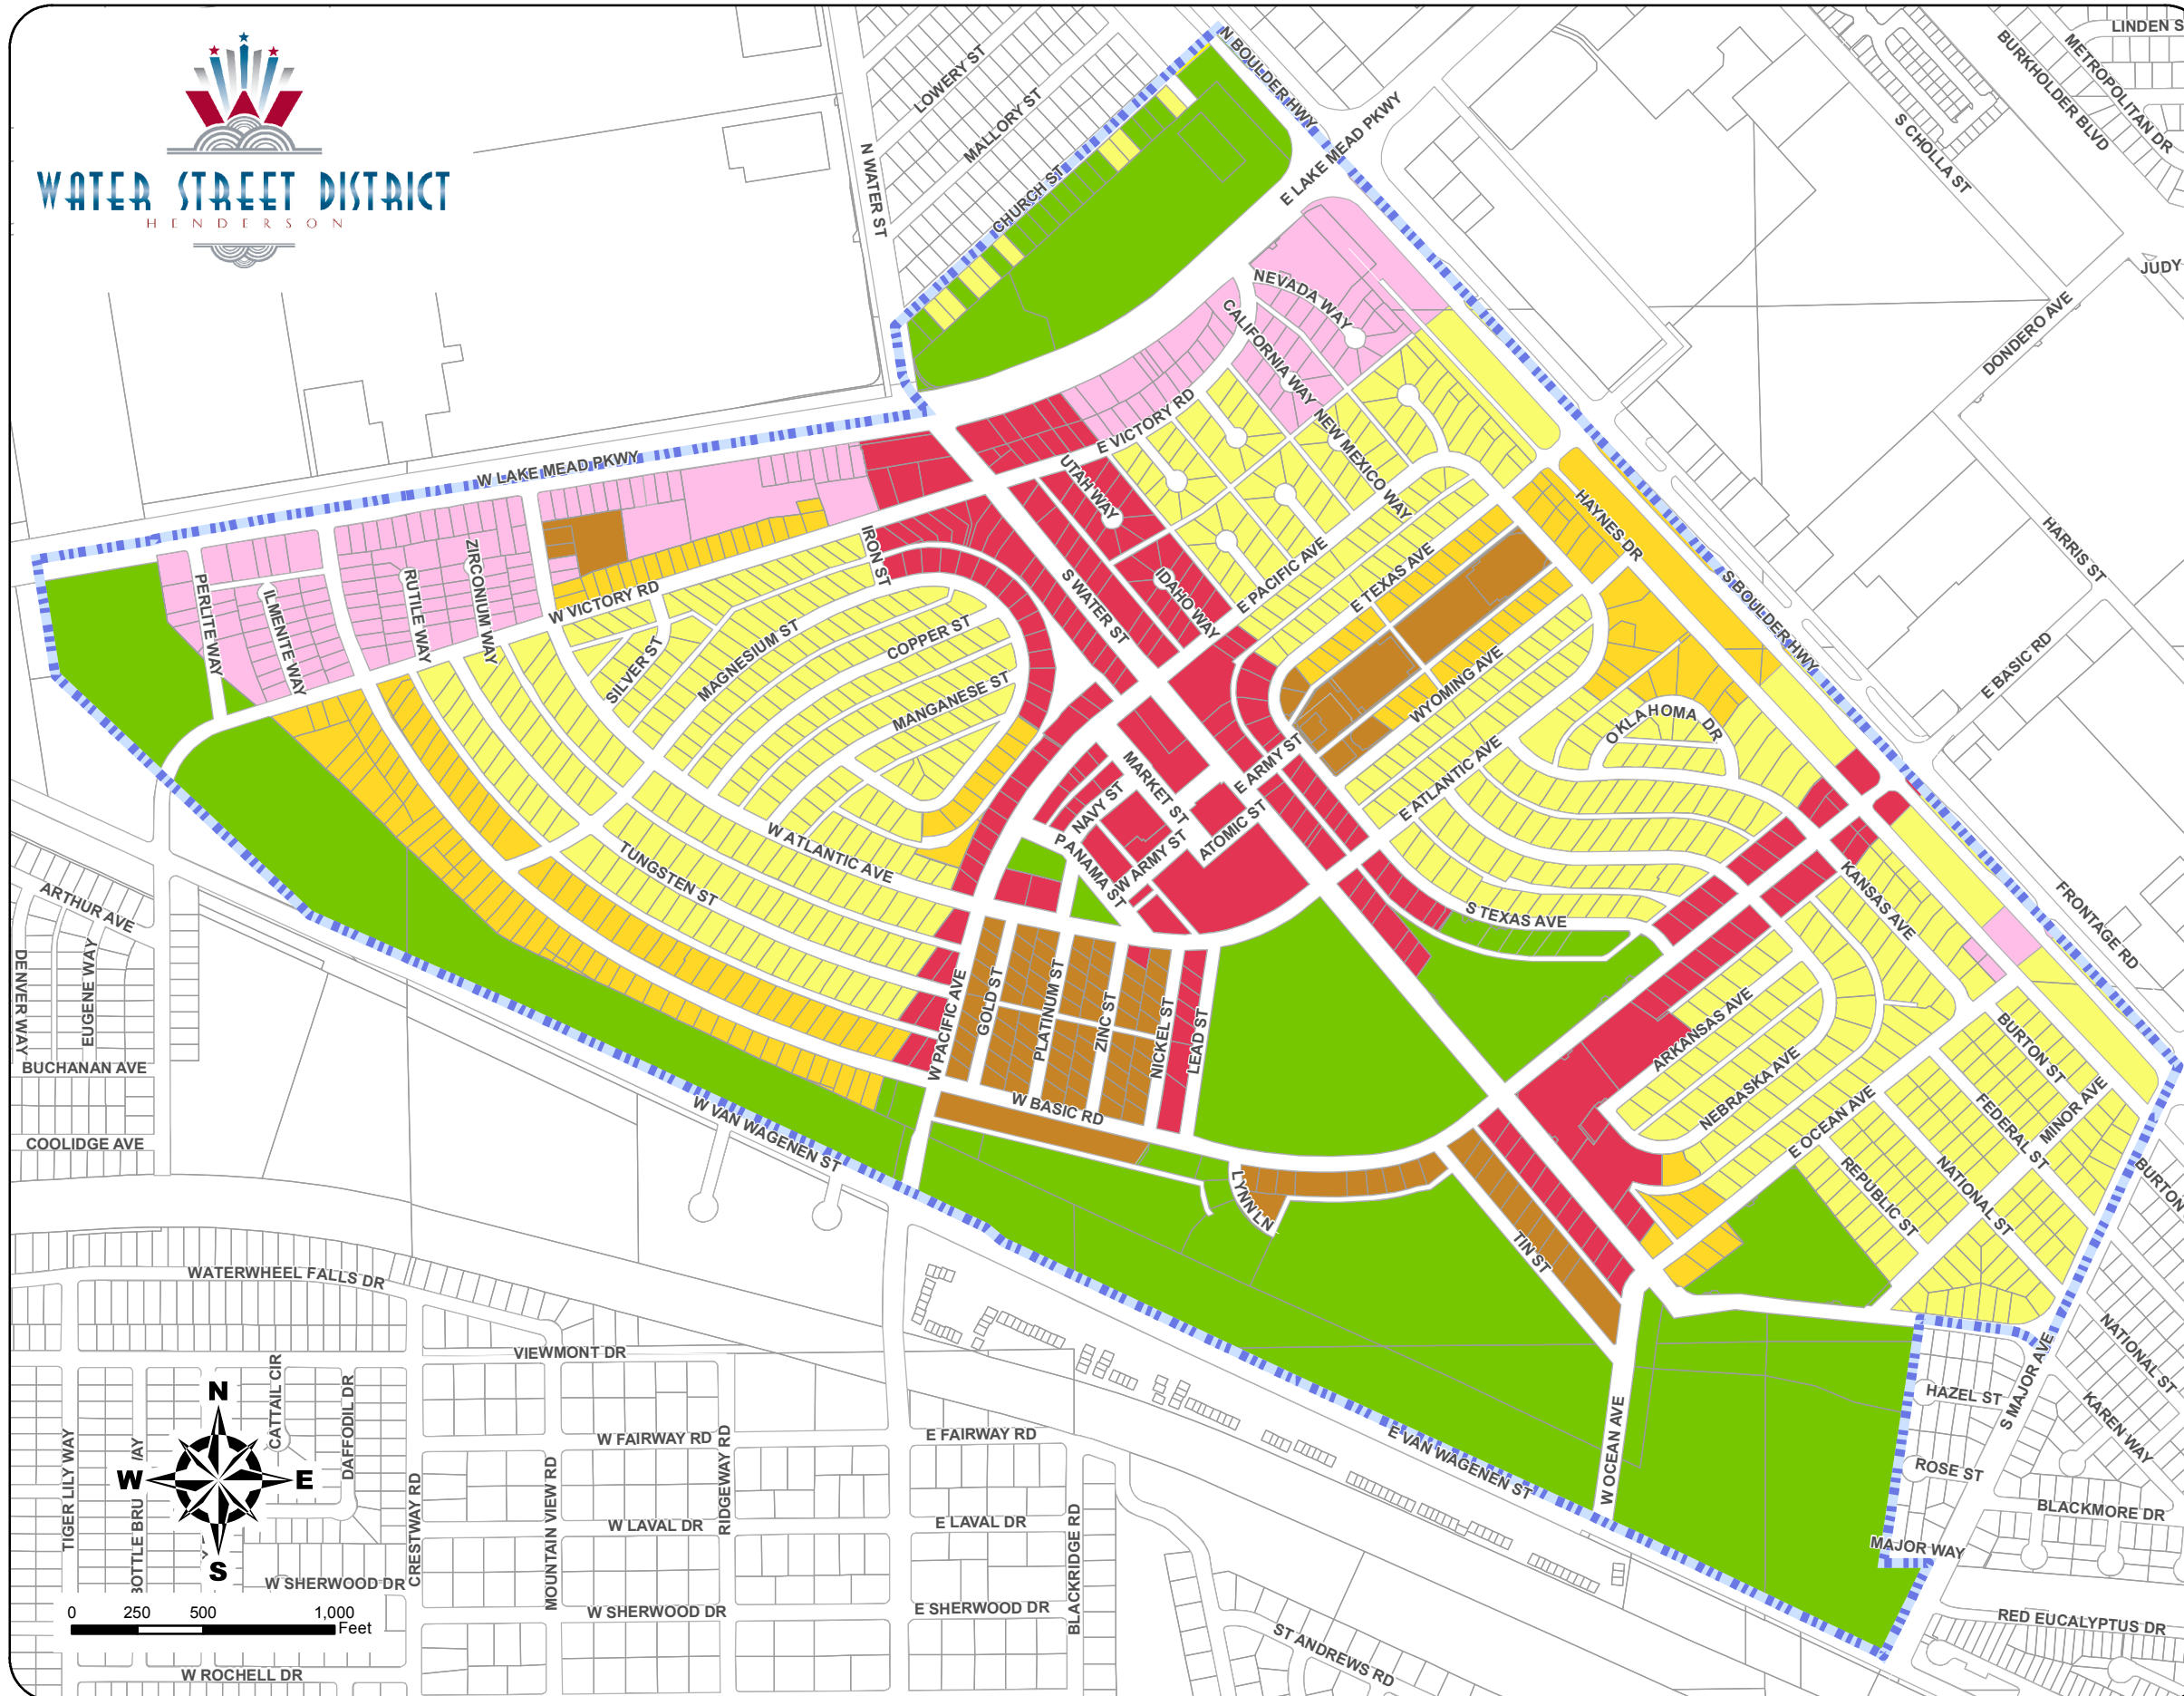 WATER STREET DISTRICT
HENDERSON
LOWERY ST
MALLORY ST
CHURCH ST
N WATER ST
N BOULDER HWY
E LAKE MEAD PKWY
LINDEN S
METROPOLITAN DR
BURKHOLDER BLVD
S CHOLLA ST
JUDY
DONDERO AVE
HARRIS ST
E BASIC RD
FRONTAGE RD
NEVADA WAY
CALIFORNIA WAY
NEW MEXICO WAY
E VICTORY RD
UTAH WAY
IDAHO WAY
E PACIFIC AVE
E TEXAS AVE
HAYNES DR
S BOULDER HWY
WYOMING AVE
OKLAHOMA DR
E ATLANTIC AVE
W LAKE MEAD PKWY
PERLITE WAY
ILMENITE WAY
RUTILE WAY
ZIRCONIUM WAY
W VICTORY RD
IRON ST
S WATER ST
SILVER ST
MAGNESIUM ST
COPPER ST
MANGANESE ST
MARKET ST
NAVY ST
E ARMY ST
ATOMIC ST
W ARMY ST
PANAMA ST
W ATLANTIC AVE
TUNGSTEN ST
S TEXAS AVE
KANSAS AVE
ARKANSAS AVE
NEBRASKA AVE
E OCEAN AVE
BURTON ST
FEDERAL ST
MINOR AVE
NATIONAL ST
REPUBLIC ST
BURTON
W PACIFIC AVE
GOLD ST
PLATINUM ST
ZINC ST
NICKEL ST
LEAD ST
W BASIC RD
LYNN LN
TIN ST
W VAN WAGENEN ST
E VAN WAGENEN ST
W OCEAN AVE
ARTHUR AVE
DENVER WAY
EUGENE WAY
BUCHANAN AVE
COOLIDGE AVE
WATERWHEEL FALLS DR
VIEWMONT DR
NATIONAL ST
S MAJOR AVE
HAZEL ST
KAREN WAY
ROSE ST
BLACKMORE DR
MAJOR WAY
RED EUCALYPTUS DR
TIGER LILY WAY
CATTAIL CIR
DAFFODIL DR
CRESTWAY RD
MOUNTAIN VIEW RD
RIDGEWAY RD
BLACKRIDGE RD
W FAIRWAY RD
E FAIRWAY RD
W LAVAL DR
E LAVAL DR
W SHERWOOD DR
W SHERWOOD DR
E SHERWOOD DR
ST ANDREWS RD
W ROCHELL DR
BOTTLE BRU
N
W
E
S
0 250 500 1,000
Feet